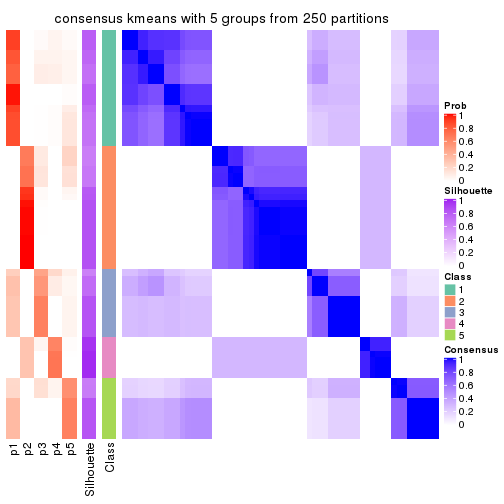 consensus kmeans with 5 groups from 250 partitions
Prob
1
0.8
0.6
0.4
0.2
0
Silhouette
1
0.8
0.6
0.4
0.2
0
Class
1
2
3
4
5
Consensus
1
0.8
0.6
0.4
0.2
0
p1
p2
p3
p4
p5
Silhouette
Class